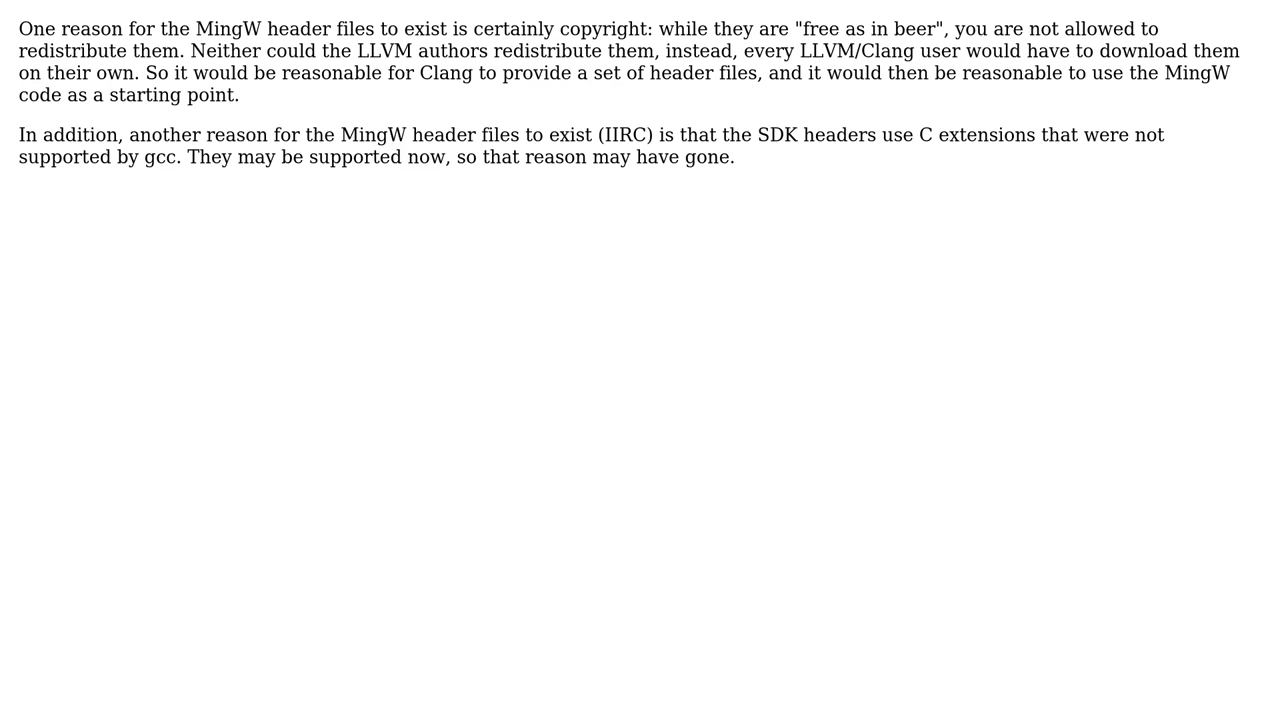 One reason for the MingW header files to exist is certainly copyright: while they are "free as in beer", you are not allowed to
redistribute them. Neither could the LLVM authors redistribute them, instead, every LLVM/Clang user would have to download them
on their own. So it would be reasonable for Clang to provide a set of header files, and it would then be reasonable to use the MingW
code as a starting point.
In addition, another reason for the MingW header files to exist (IIRC) is that the SDK headers use C extensions that were not
supported by gcc. They may be supported now, so that reason may have gone.